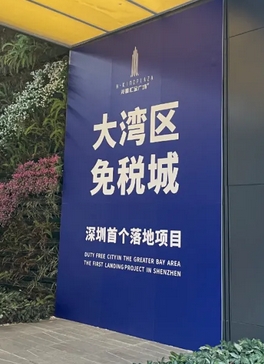 大湾区
免税城
深圳首个落地项目
DUTY FREE CITY IN THE GREATER BAY AREA
THE FIRST LANDING PROJECT IN SHENZHEN